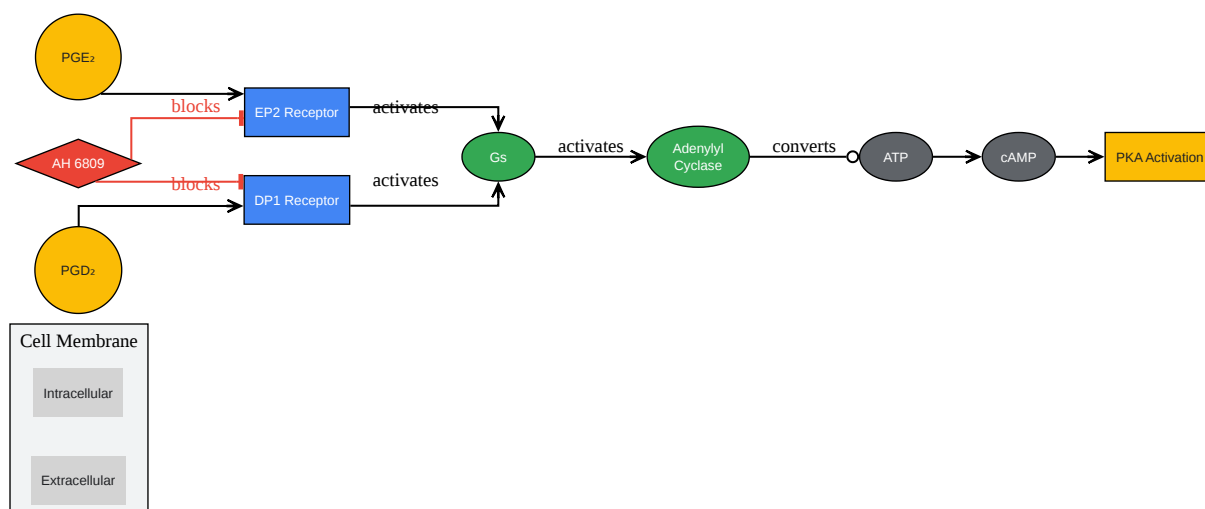 PGE₂
blocks
EP2 Receptor
activates
AH 6809
Gs
activates
Adenylyl
Cyclase
converts
ATP
cAMP
PKA Activation
blocks
DP1 Receptor
activates
PGD₂
Cell Membrane
Intracellular
Extracellular